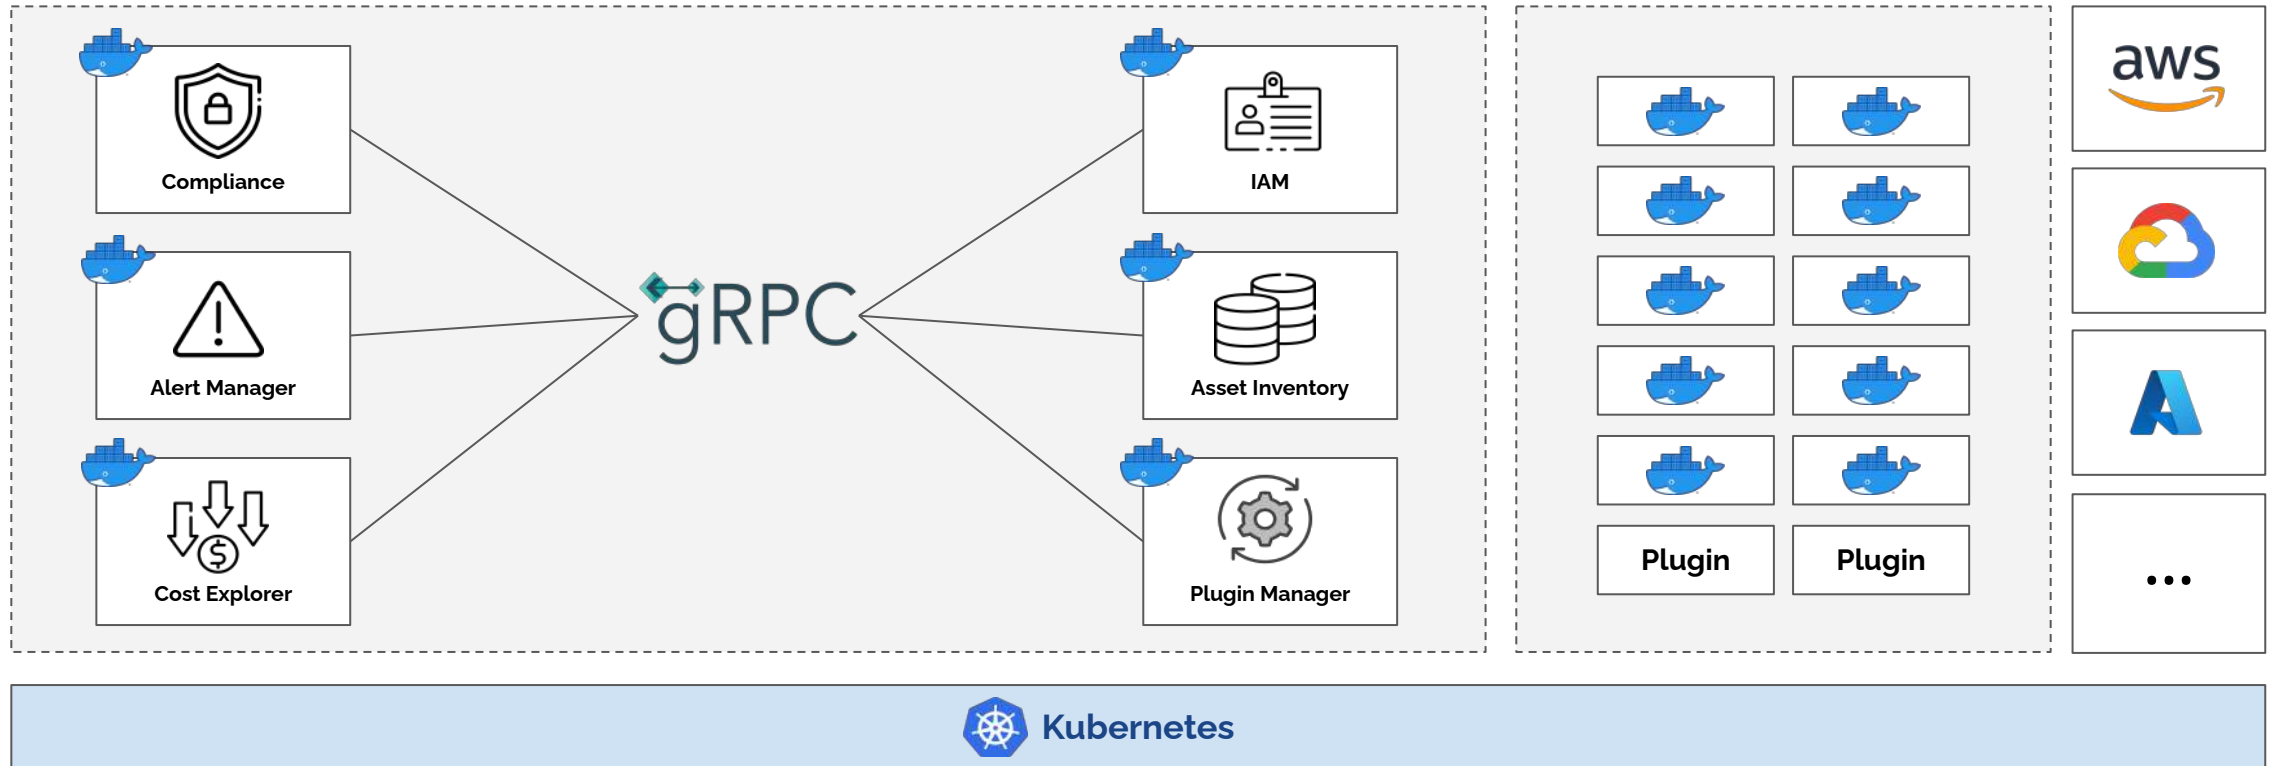 Compliance
Alert Manager
$
Cost Explorer
gRPC
IAM
Asset Inventory
Plugin Manager
Plugin
Plugin
aws
...
Kubernetes